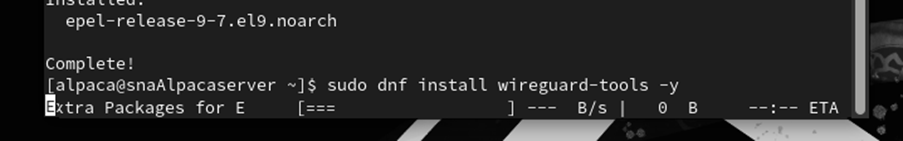 Installed:
epel-release-9-7.el9.noarch
Complete!
[alpaca@snaAlpacaserver ~]$ sudo dnf install wireguard-tools -y
Extra Packages for E [=== ] --- B/s | 0 B --:-- ETA